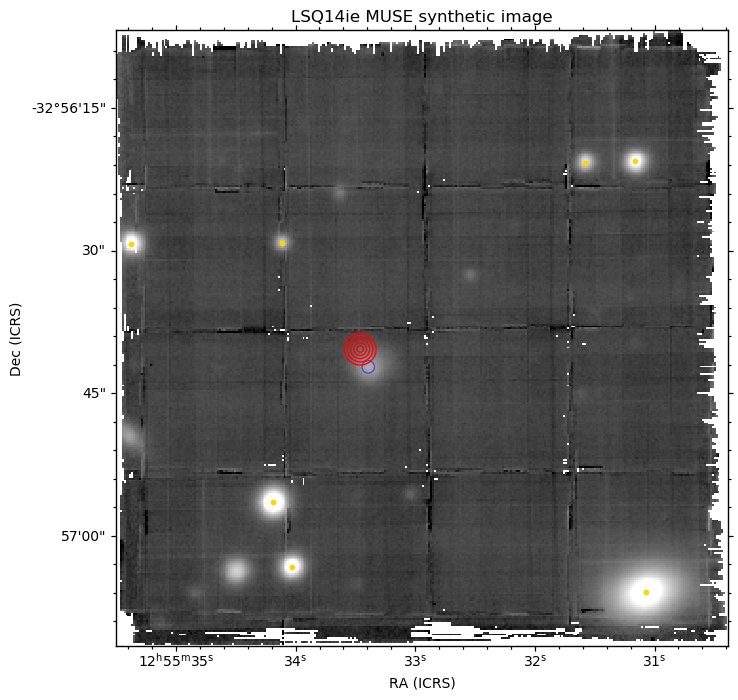 LSQ14ie MUSE synthetic image
-32°56'15"
30"
45"
57'00"
Dec (ICRS)
12ʰ55ᵐ35ˢ
34ˢ
33ˢ
32ˢ
31ˢ
RA (ICRS)